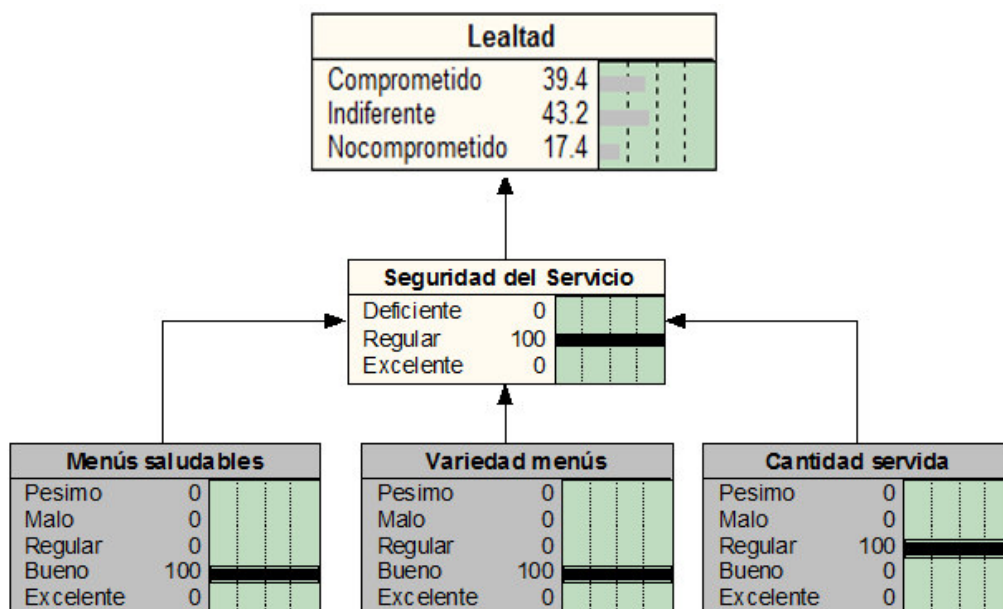 Lealtad
Comprometido 39.4
Indiferente 43.2
Nocomprometido 17.4
Seguridad del Servicio
Deficiente 0
Regular 100
Excelente 0
Menús saludables
Pesimo 0
Malo 0
Regular 0
Bueno 100
Excelente 0
Variedad menús
Pesimo 0
Malo 0
Regular 0
Bueno 100
Excelente 0
Cantidad servida
Pesimo 0
Malo 0
Regular 100
Bueno 0
Excelente 0